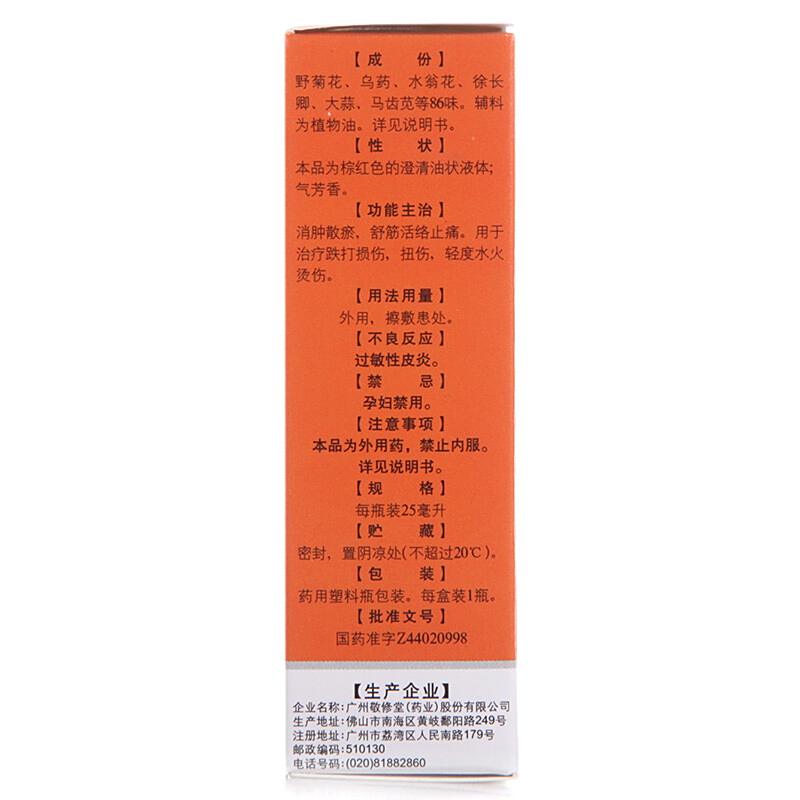 【成 份】
野菊花、乌药、水翁花、徐长
卿、大蒜、马齿苋等86味。辅料
为植物油。详见说明书。
【性 状】
本品为棕红色的澄清油状液体;
气芳香。
【功能主治】
消肿散瘀，舒筋活络止痛。用于
治疗跌打损伤，扭伤，轻度水火
烫伤。
【用法用量】
外用，擦敷患处。
【不良反应】
过敏性皮炎。
【禁 忌】
孕妇禁用。
【注意事项】
本品为外用药，禁止内服。
详见说明书。
【规 格】
每瓶装25毫升
【贮 藏】
密封，置阴凉处(不超过20℃)。
【包 装】
药用塑料瓶包装。每盒装1瓶。
【批准文号】
国药准字Z44020998
【生产企业】
企业名称:广州敬修堂(药业)股份有限公司
生产地址:佛山市南海区黄岐鄱阳路249号
注册地址:广州市荔湾区人民南路179号
邮政编码:510130
电话号码:(020)81882860